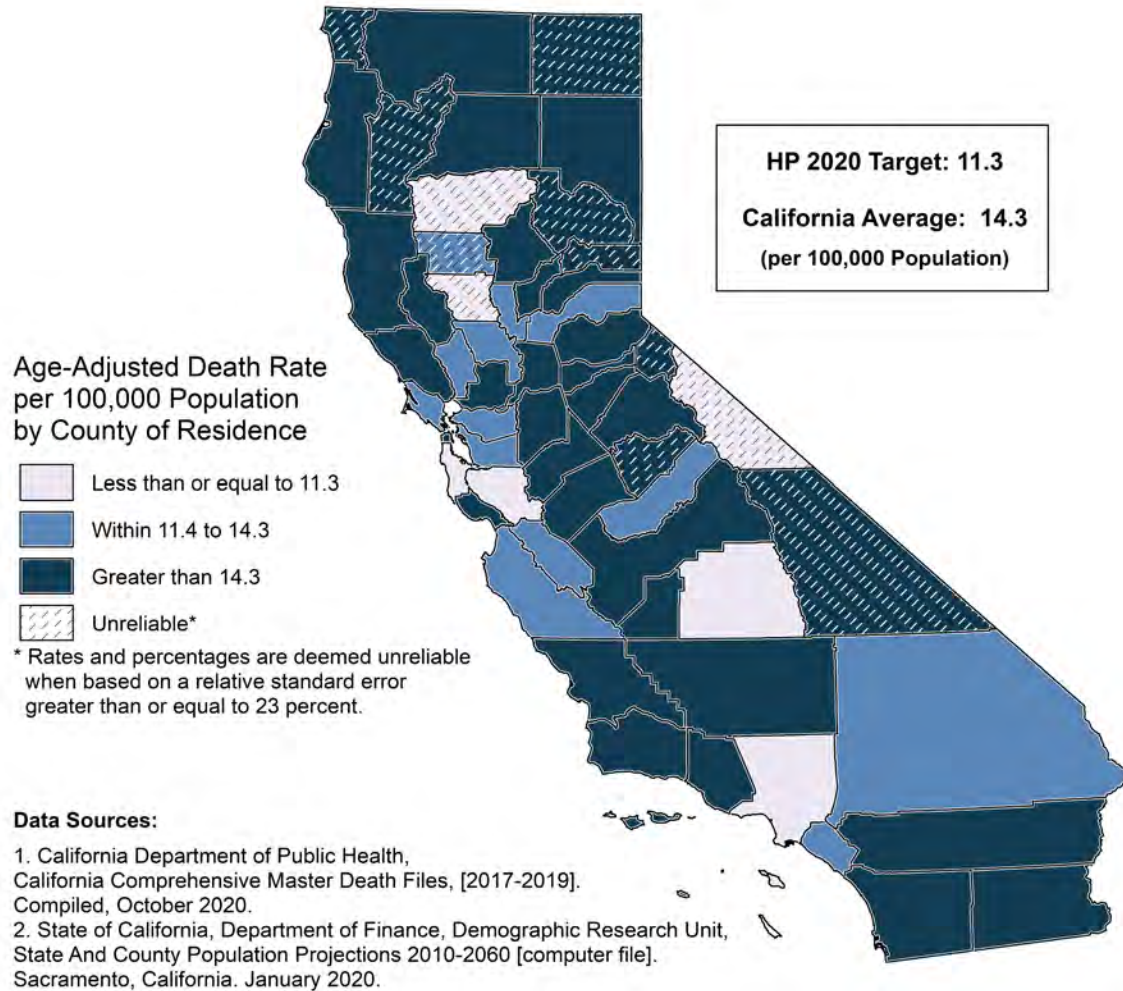 HP 2020 Target: 11.3
California Average: 14.3
(per 100,000 Population)
Age-Adjusted Death Rate
per 100,000 Population
by County of Residence
Less than or equal to 11.3
Within 11.4 to 14.3
Greater than 14.3
Unreliable*
* Rates and percentages are deemed unreliable
when based on a relative standard error
greater than or equal to 23 percent.
Data Sources:
1. California Department of Public Health,
California Comprehensive Master Death Files, [2017-2019].
Compiled, October 2020.
2. State of California, Department of Finance, Demographic Research Unit,
State And County Population Projections 2010-2060 [computer file].
Sacramento, California. January 2020.